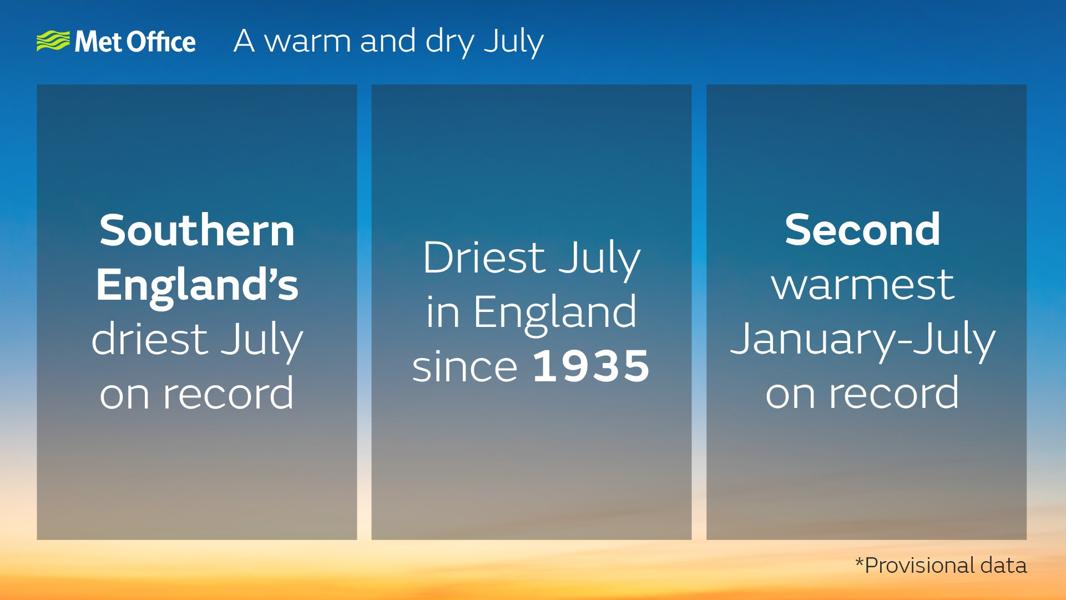 Met Office
A warm and dry July
Southern
England's
driest July
on record
Driest July
in England
since 1935
Second
warmest
January-July
on record
*Provisional data